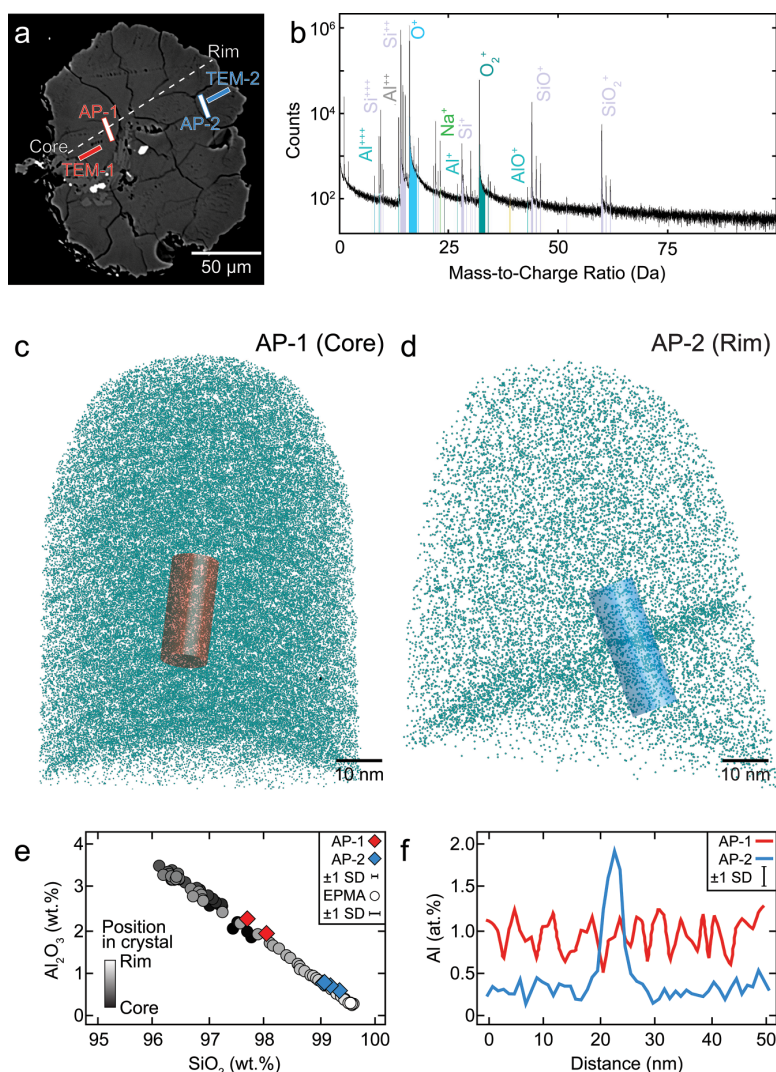 a
Rim
TEM-2
AP-1
AP-2
Core
TEM-1
50 µm
b
Counts
10⁶
10⁴
10²
Al⁺⁺⁺
Si⁺⁺⁺
Al⁺⁺
Si⁺⁺
O⁺
Na⁺
Al⁺
Si⁺
O₂⁺
AlO⁺
SiO⁺
SiO₂⁺
0 25 50 75
Mass-to-Charge Ratio (Da)
c
AP-1 (Core)
10 nm
d
AP-2 (Rim)
10 nm
e
Al₂O₃ (wt.%)
4
3
2
1
0
AP-1
AP-2
±1 SD
EPMA
±1 SD
Position
in crystal
Rim
Core
95 96 97 98 99 100
SiO₂ (wt.%)
f
Al (at.%)
2.0
1.5
1.0
0.5
0
AP-1
AP-2
±1 SD
0 10 20 30 40 50
Distance (nm)